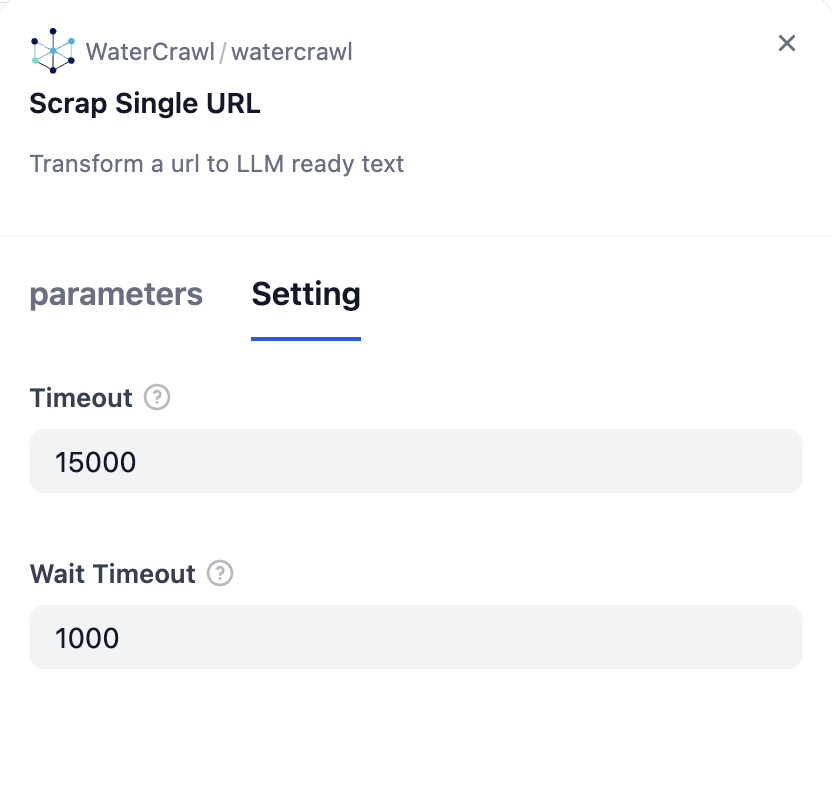 WaterCrawl / watercrawl
Scrap Single URL
Transform a url to LLM ready text
parameters Setting
Timeout ?
15000
Wait Timeout ?
1000